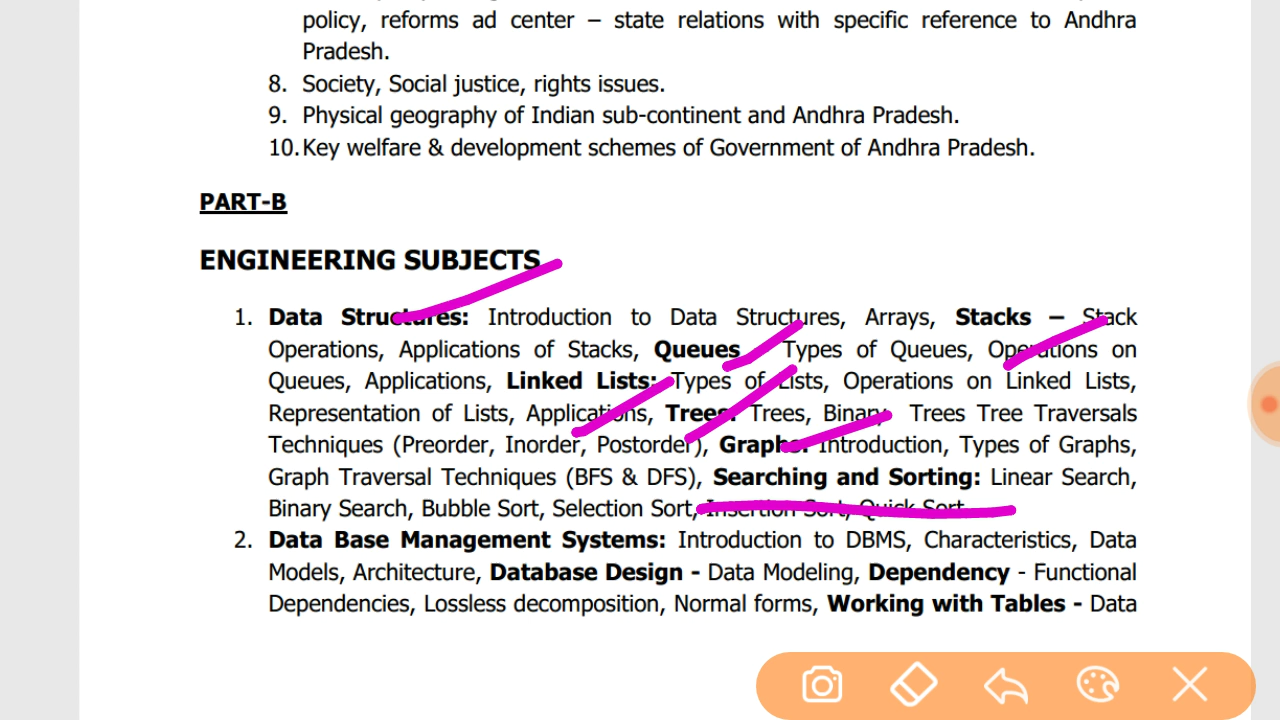 policy, reforms ad center – state relations with specific reference to Andhra
Pradesh.
8. Society, Social justice, rights issues.
9. Physical geography of Indian sub-continent and Andhra Pradesh.
10. Key welfare & development schemes of Government of Andhra Pradesh.
PART-B
ENGINEERING SUBJECTS
1. Data Structures: Introduction to Data Structures, Arrays, Stacks – Stack
Operations, Applications of Stacks, Queues Types of Queues, Operations on
Queues, Applications, Linked Lists: Types of Lists, Operations on Linked Lists,
Representation of Lists, Applications, Trees: Trees, Binary Trees Tree Traversals
Techniques (Preorder, Inorder, Postorder), Graphs: Introduction, Types of Graphs,
Graph Traversal Techniques (BFS & DFS), Searching and Sorting: Linear Search,
Binary Search, Bubble Sort, Selection Sort, Insertion Sort, Quick Sort
2. Data Base Management Systems: Introduction to DBMS, Characteristics, Data
Models, Architecture, Database Design - Data Modeling, Dependency - Functional
Dependencies, Lossless decomposition, Normal forms, Working with Tables - Data